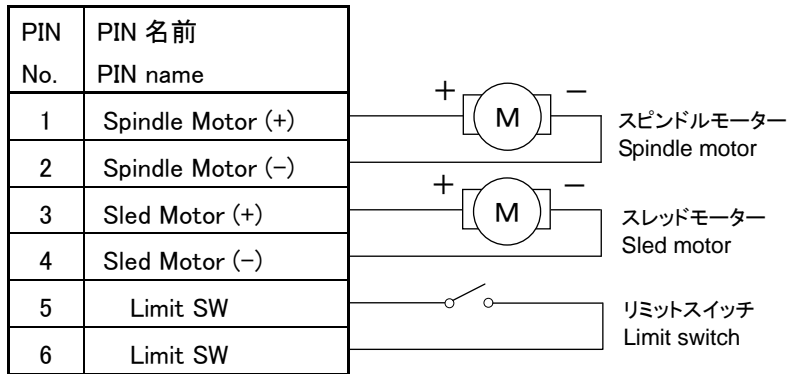 PIN PIN 名前
No. PIN name
1 Spindle Motor (+)
2 Spindle Motor (-)
3 Sled Motor (+)
4 Sled Motor (-)
5 Limit SW
6 Limit SW
+ M −
スピンドルモーター
Spindle motor
+ M −
スレッドモーター
Sled motor
リミットスイッチ
Limit switch